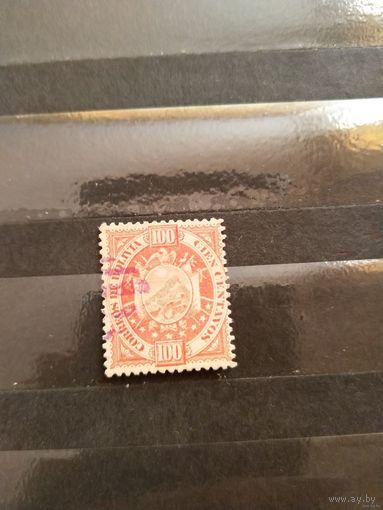 100
CORREOS DE BOLIVIA
CIEN CENTAVOS
100
www.ay.by